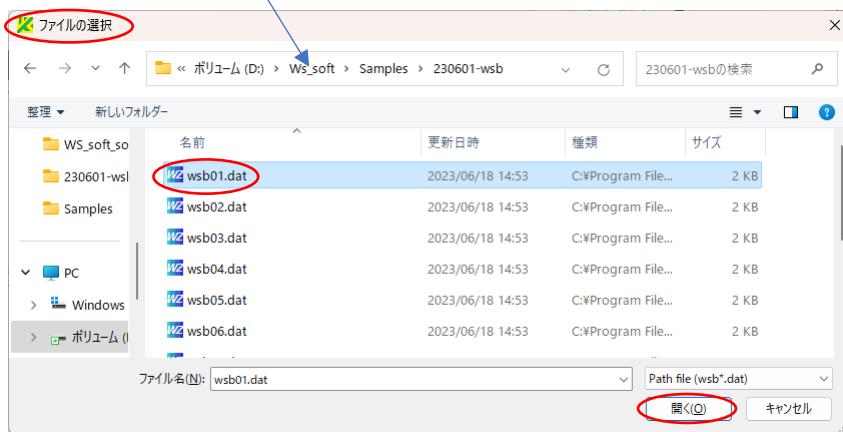 ファイルの選択
« ボリューム (D:) › Ws_soft › Samples › 230601-wsb
230601-wsbの検索
整理 新しいフォルダー
名前 更新日時 種類 サイズ
WS_soft_so
230601-wsl
Samples
PC
Windows
ボリューム (I
wsb01.dat 2023/06/18 14:53 C:¥Program File... 2 KB
wsb02.dat 2023/06/18 14:53 C:¥Program File... 2 KB
wsb03.dat 2023/06/18 14:53 C:¥Program File... 2 KB
wsb04.dat 2023/06/18 14:53 C:¥Program File... 2 KB
wsb05.dat 2023/06/18 14:53 C:¥Program File... 2 KB
wsb06.dat 2023/06/18 14:53 C:¥Program File... 2 KB
ファイル名(N): wsb01.dat Path file (wsb*.dat)
開く(O) キャンセル